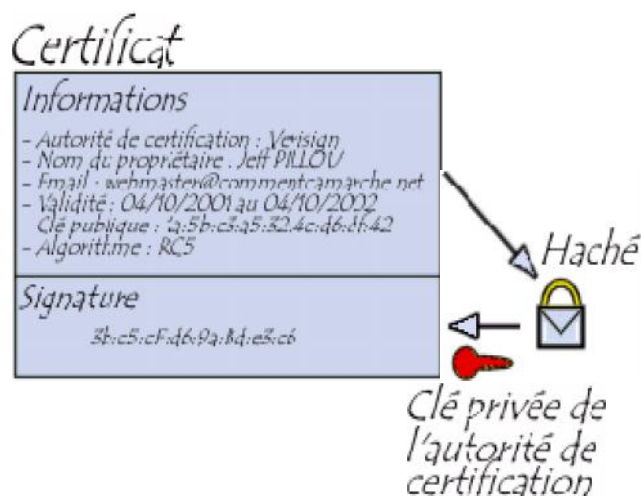 Certificat
Informations
- Autorité de certification : Verisign
- Nom du propriétaire : Jeff PILLOU
- Email : webmaster@commentcamarche.net
- Validité : 04/10/2001 au 04/10/2002
Clé publique : 1a:5b:c3:a5:32:4c:d6:df:42
- Algorithme : RC5
Signature
3b:c5:cF:d6:9a:Bd:e3:c6
Haché
Clé privée de
l'autorité de
certification